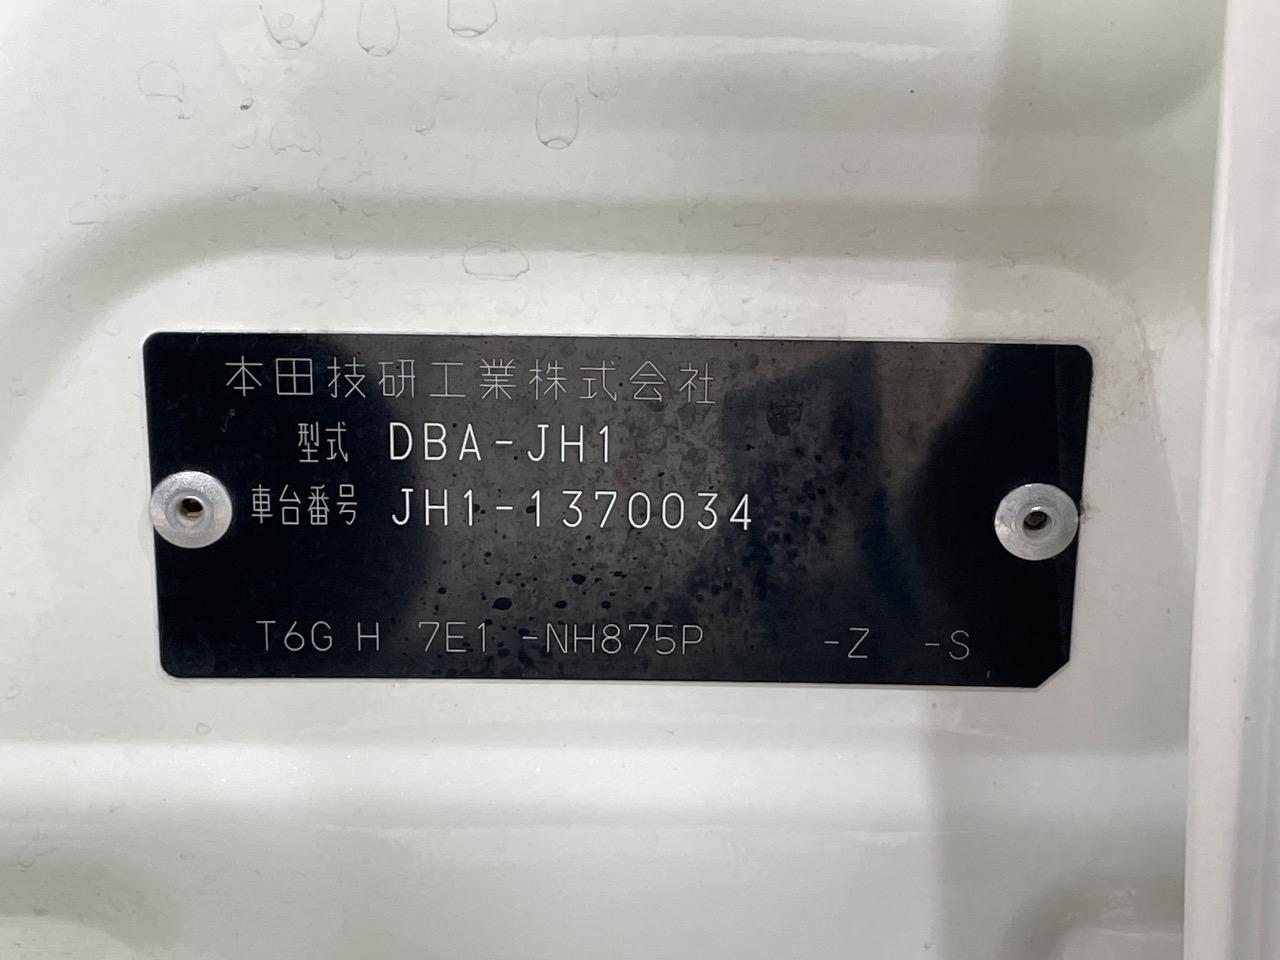 本田技研工業株式会社
型式 DBA-JH1
車台番号 JH1-1370034
T6G H 7E1 -NH875P -Z -S